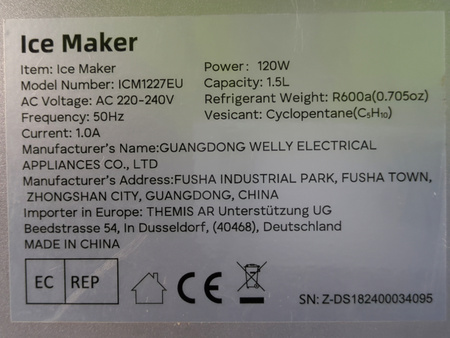 Ice Maker
Item: Ice Maker
Model Number: ICM1227EU
AC Voltage: AC 220-240V
Frequency: 50Hz
Current: 1.0A
Power: 120W
Capacity: 1.5L
Refrigerant Weight: R600a(0.705oz)
Vesicant: Cyclopentane(C₅H₁₀)
Manufacturer's Name:GUANGDONG WELLY ELECTRICAL
APPLIANCES CO., LTD
Manufacturer's Address:FUSHA INDUSTRIAL PARK, FUSHA TOWN,
ZHONGSHAN CITY, GUANGDONG, CHINA
Importer in Europe: THEMIS AR Unterstützung UG
Beedstrasse 54, In Dusseldorf, (40468), Deutschland
MADE IN CHINA
EC REP
CE
SN: Z-DS182400034095